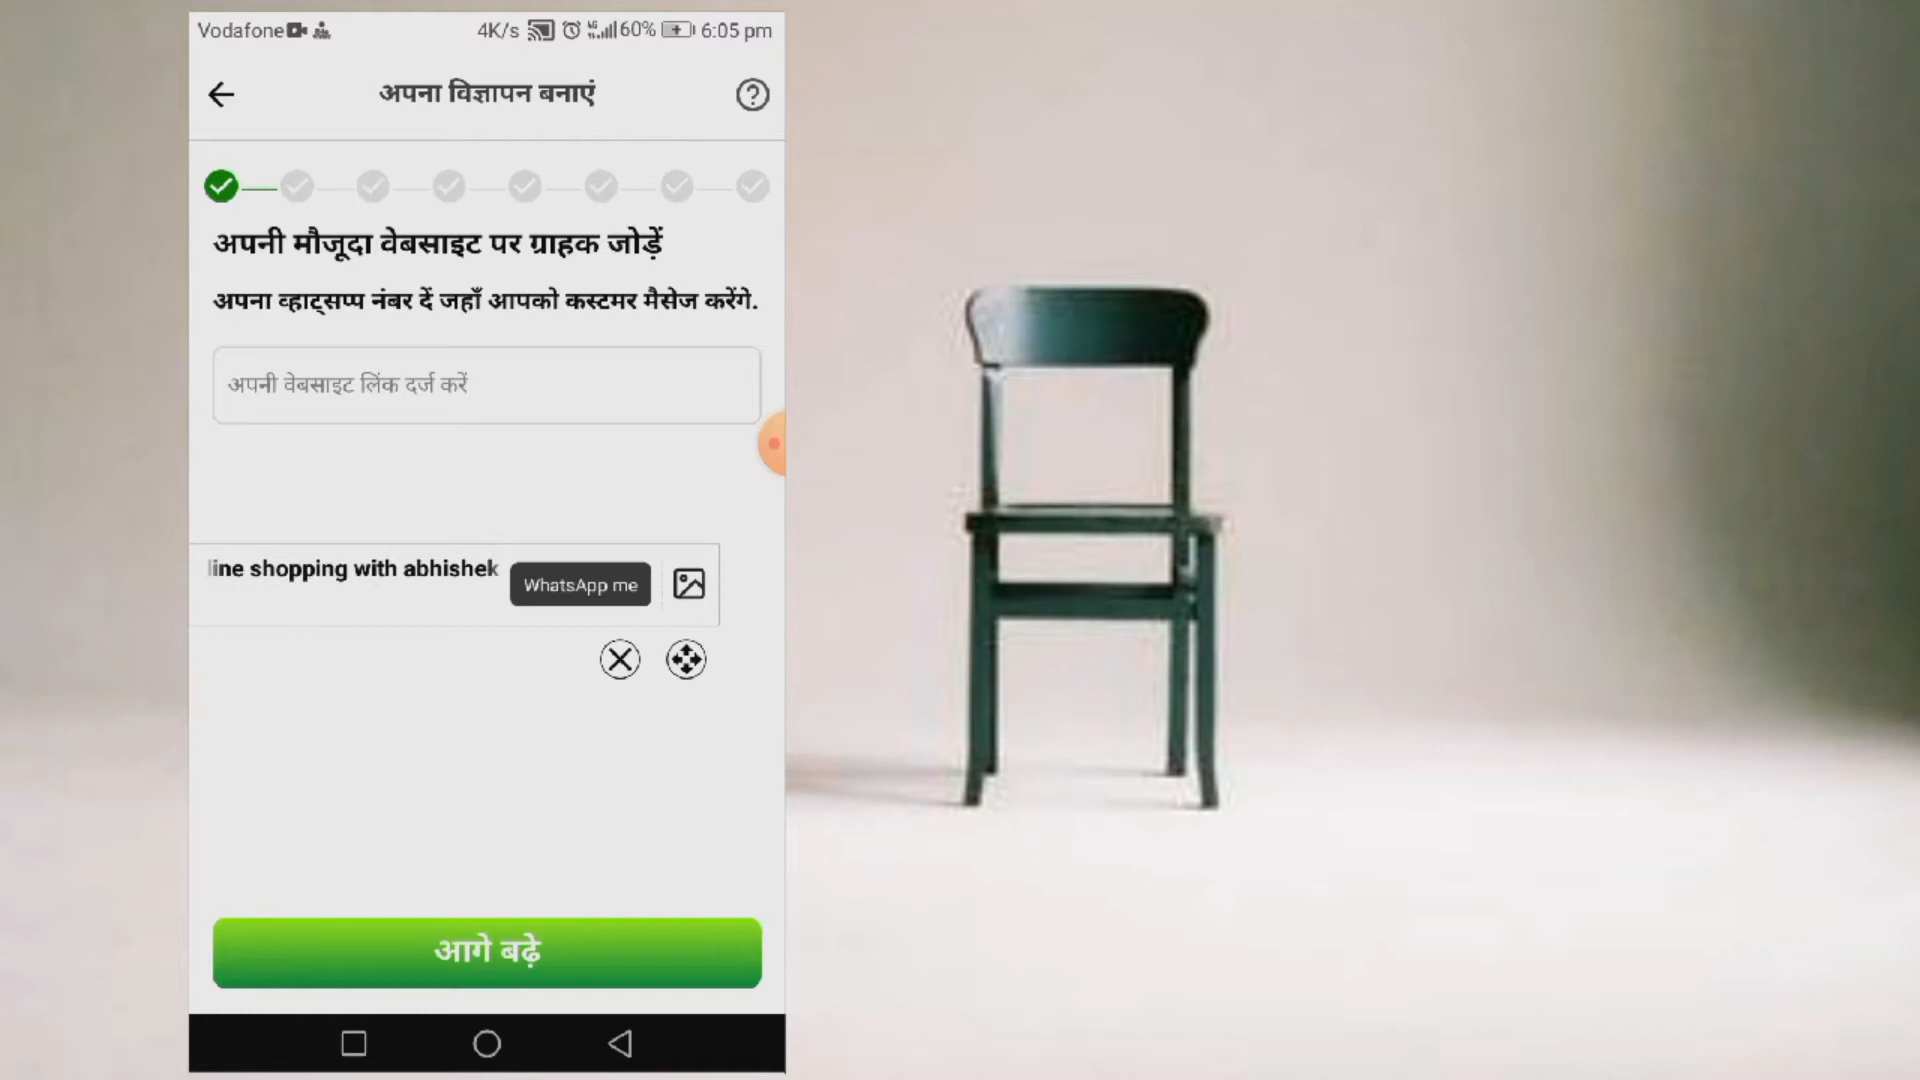 Vodafone 4K/s 4G 60% 6:05 pm
अपना विज्ञापन बनाएं
अपनी मौजूदा वेबसाइट पर ग्राहक जोड़ें
अपना व्हाट्सप्प नंबर दें जहाँ आपको कस्टमर मैसेज करेंगे.
अपनी वेबसाइट लिंक दर्ज करें
line shopping with abhishek
WhatsApp me
आगे बढ़े